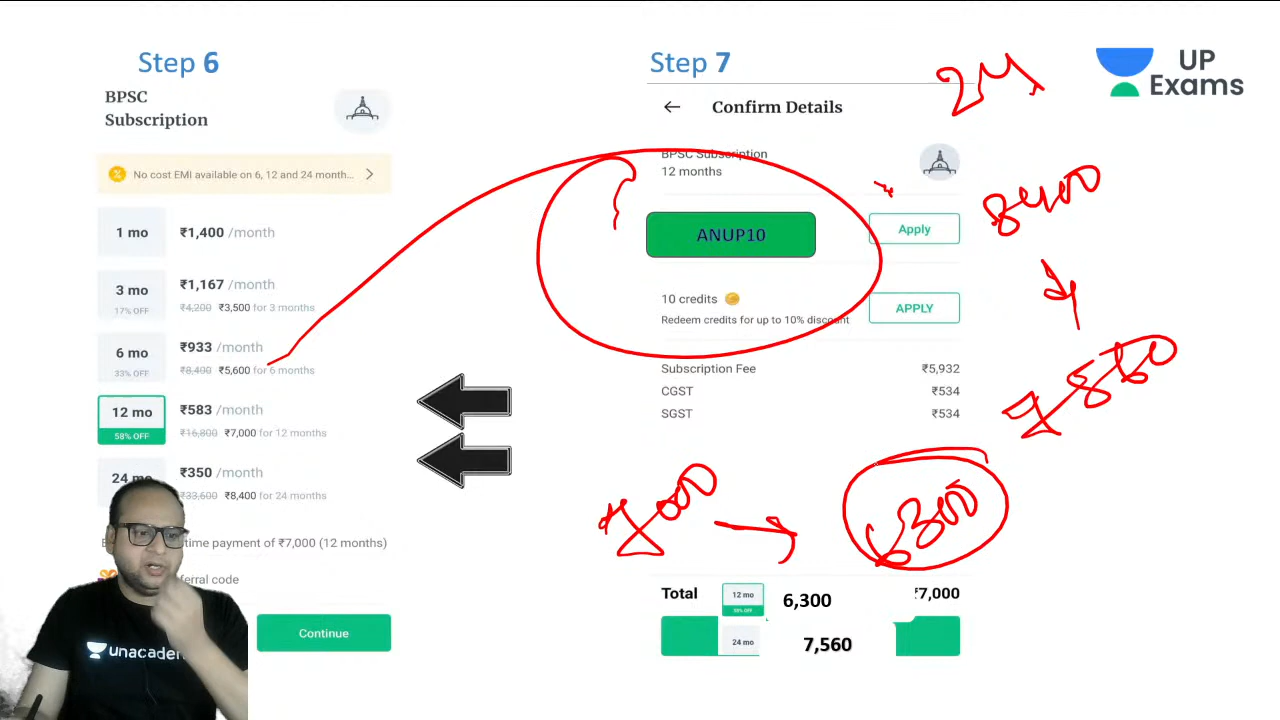 Step 6
BPSC
Subscription
No cost EMI available on 6, 12 and 24 month...
1 mo
₹1,400 /month
3 mo
17% OFF
₹1,167 /month
₹4,200 ₹3,500 for 3 months
6 mo
33% OFF
₹933 /month
₹8,400 ₹5,600 for 6 months
12 mo
58% OFF
₹583 /month
₹16,800 ₹7,000 for 12 months
24 mo
₹350 /month
₹33,600 ₹8,400 for 24 months
time payment of ₹7,000 (12 months)
ferral code
Continue
unacadem
Step 7
Confirm Details
BPSC Subscription
12 months
ANUP10
Apply
10 credits
Redeem credits for up to 10% discount
APPLY
Subscription Fee ₹5,932
CGST ₹534
SGST ₹534
7000
6300
Total
12 mo
6,300
₹7,000
24 mo
7,560
24
8400
7560
UP
Exams